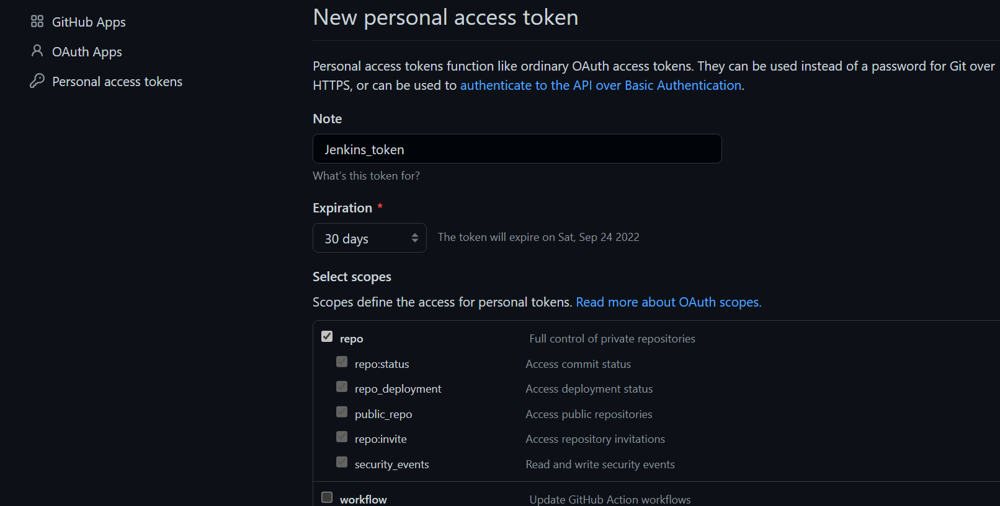 GitHub Apps
OAuth Apps
Personal access tokens
New personal access token
Personal access tokens function like ordinary OAuth access tokens. They can be used instead of a password for Git over
HTTPS, or can be used to authenticate to the API over Basic Authentication.
Note
Jenkins_token
What’s this token for?
Expiration *
30 days The token will expire on Sat, Sep 24 2022
Select scopes
Scopes define the access for personal tokens. Read more about OAuth scopes.
repo Full control of private repositories
repo:status Access commit status
repo_deployment Access deployment status
public_repo Access public repositories
repo:invite Access repository invitations
security_events Read and write security events
workflow Update GitHub Action workflows